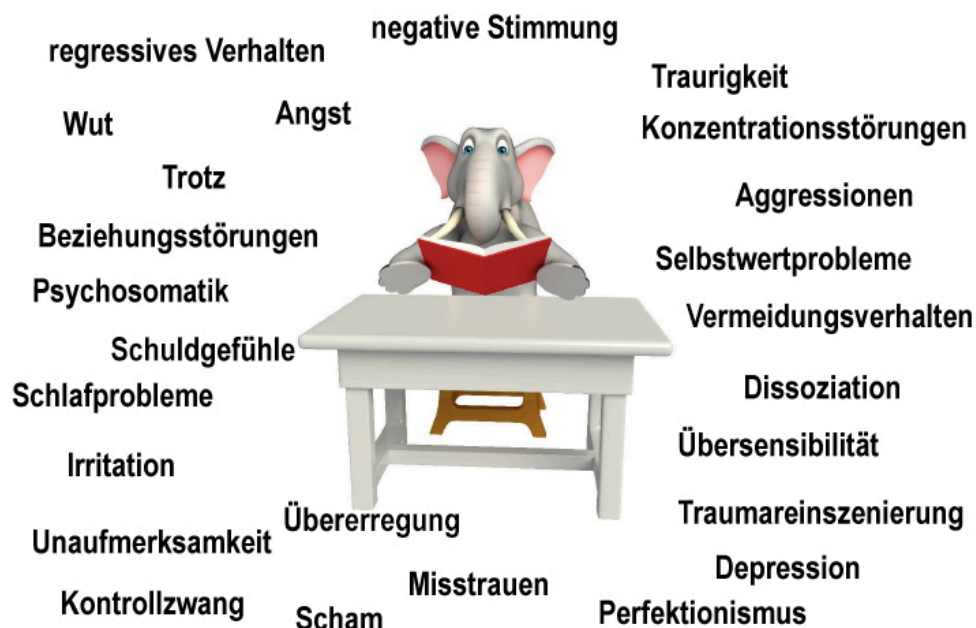 negative Stimmung
regressives Verhalten
Traurigkeit
Angst
Wut
Konzentrationsstörungen
Trotz
Aggressionen
Beziehungsstörungen
Selbstwertprobleme
Psychosomatik
Vermeidungsverhalten
Schuldgefühle
Schlafprobleme
Dissoziation
Übersensibilität
Irritation
Traumareinszenierung
Übererregung
Unaufmerksamkeit
Depression
Misstrauen
Kontrollzwang
Scham
Perfektionismus